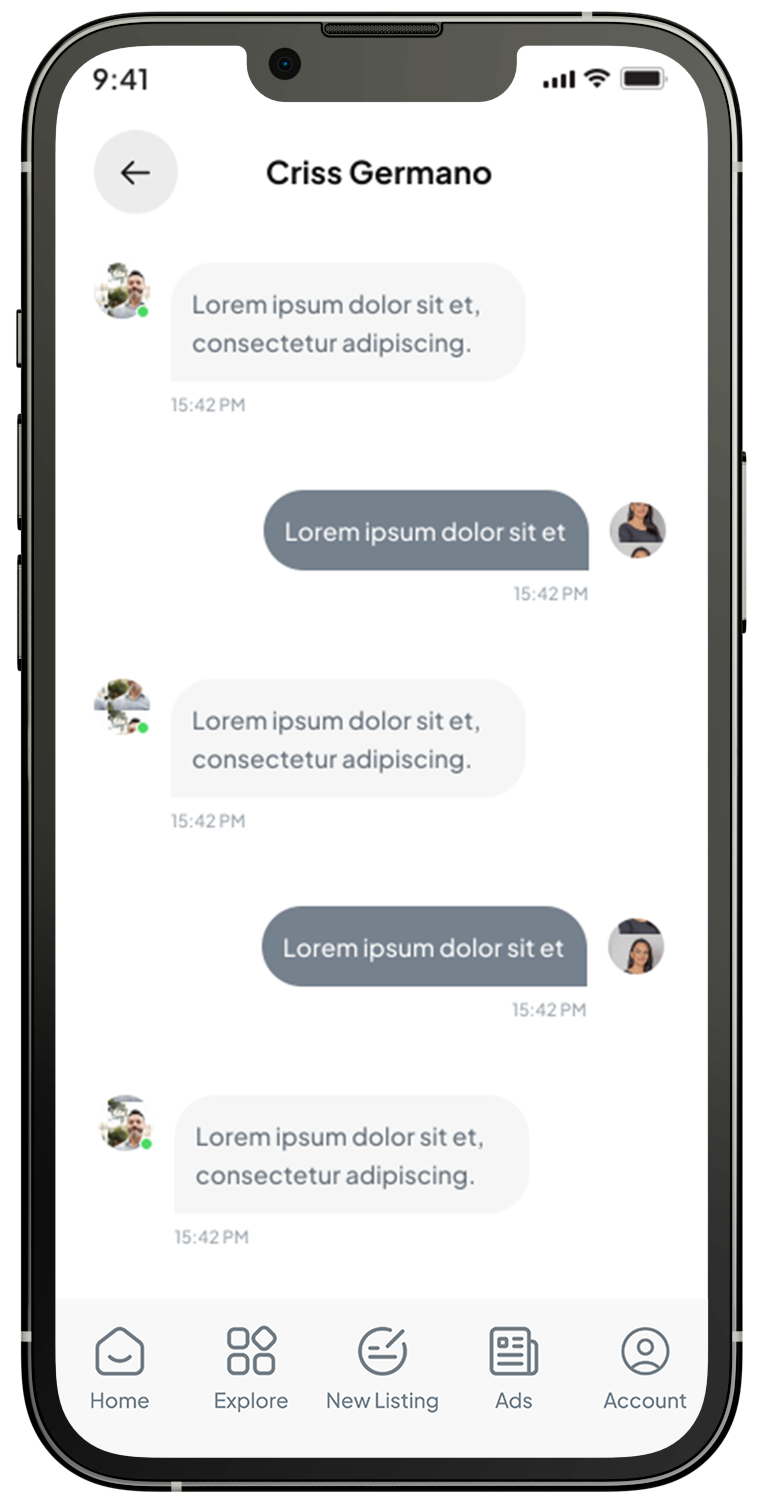 9:41
Criss Germano
Lorem ipsum dolor sit et,
consectetur adipiscing.
15:42 PM
Lorem ipsum dolor sit et
15:42 PM
Lorem ipsum dolor sit et,
consectetur adipiscing.
15:42 PM
Lorem ipsum dolor sit et
15:42 PM
Lorem ipsum dolor sit et,
consectetur adipiscing.
15:42 PM
Home Explore New Listing Ads Account